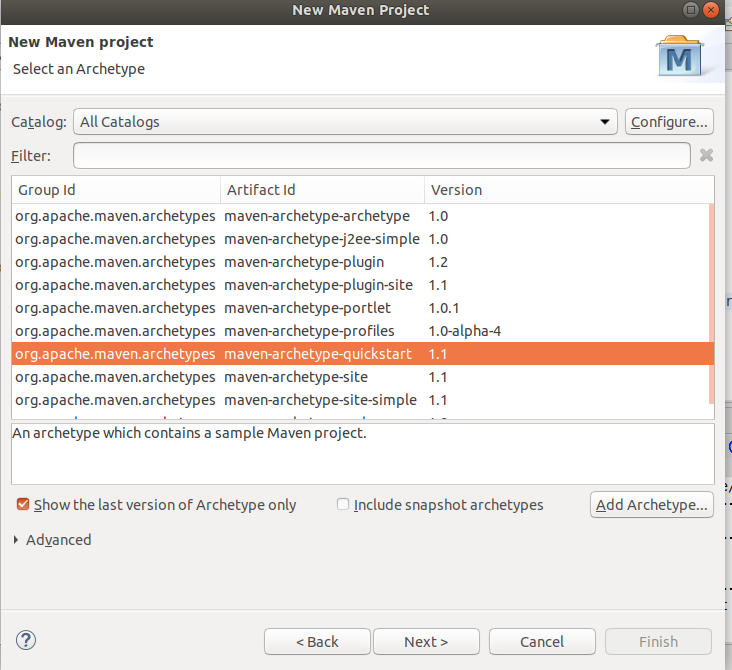 New Maven Project
New Maven project
Select an Archetype
M
Catalog: All Catalogs Configure...
Filter:
Group Id Artifact Id Version
org.apache.maven.archetypes maven-archetype-archetype 1.0
org.apache.maven.archetypes maven-archetype-j2ee-simple 1.0
org.apache.maven.archetypes maven-archetype-plugin 1.2
org.apache.maven.archetypes maven-archetype-plugin-site 1.1
org.apache.maven.archetypes maven-archetype-portlet 1.0.1
org.apache.maven.archetypes maven-archetype-profiles 1.0-alpha-4
org.apache.maven.archetypes maven-archetype-quickstart 1.1
org.apache.maven.archetypes maven-archetype-site 1.1
org.apache.maven.archetypes maven-archetype-site-simple 1.1
An archetype which contains a sample Maven project.
Show the last version of Archetype only Include snapshot archetypes Add Archetype...
Advanced
? < Back Next > Cancel Finish